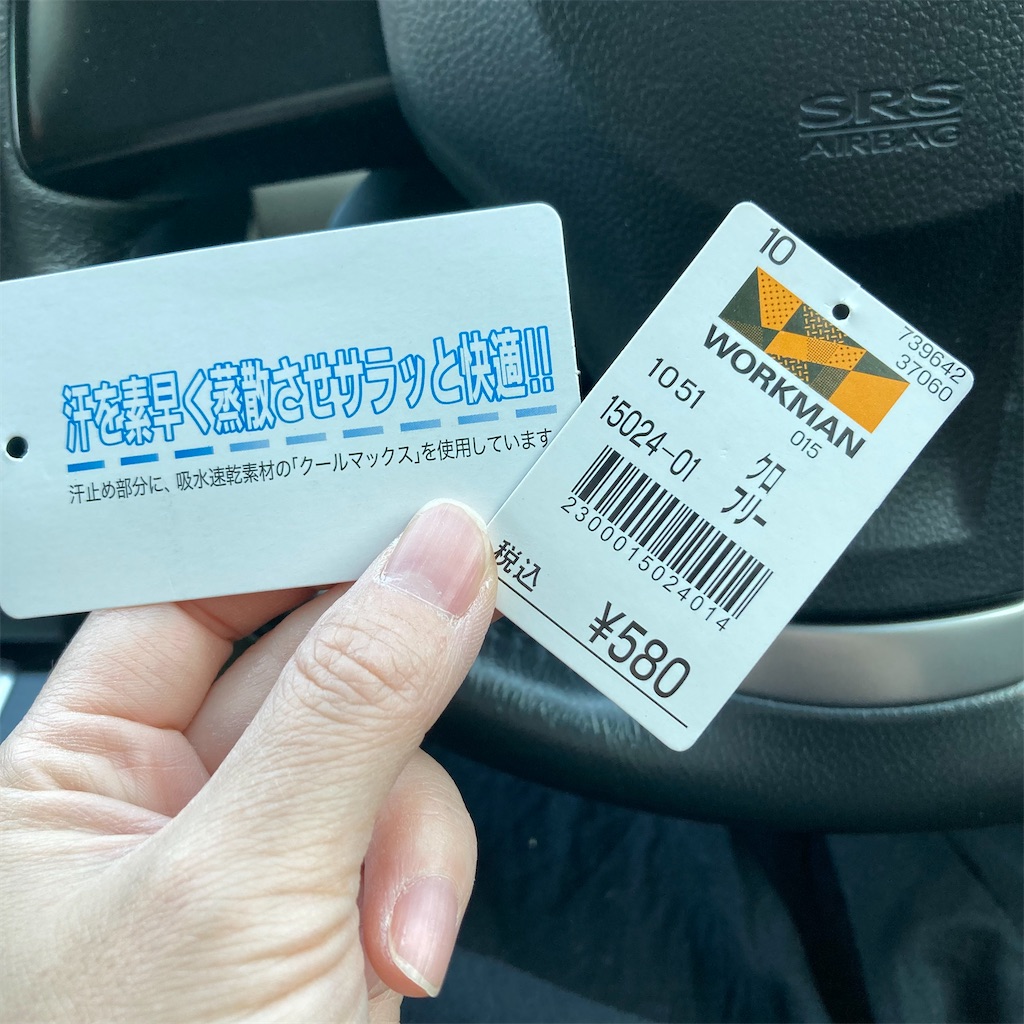 汗を素早く蒸散させサラッと快適!!
汗止め部分に、吸水速乾素材の「クールマックス」を使用しています
10
739642
37060
WORKMAN
015
1051
15024-01
クロ
フリー
2300015024014
税込
¥580
SRS
AIRBAG